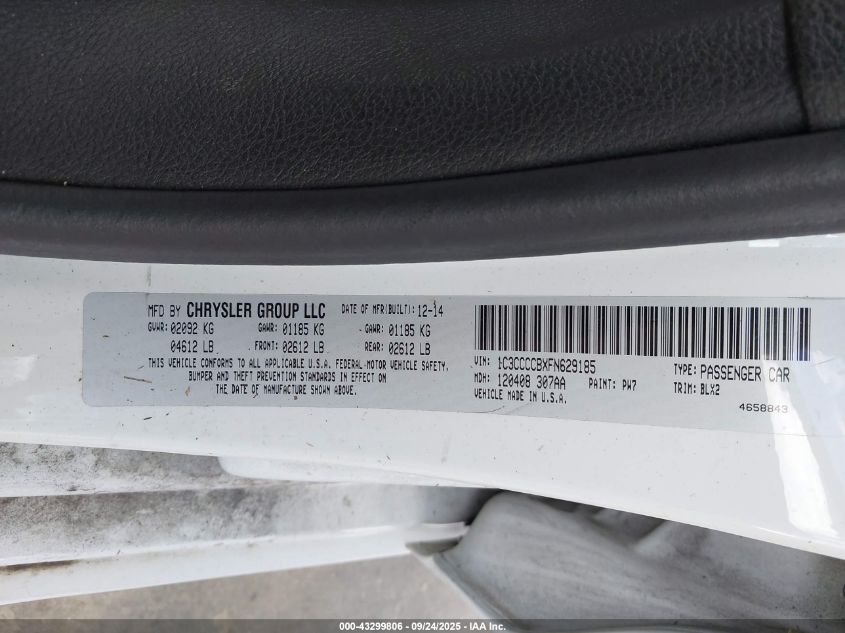 MFD BY CHRYSLER GROUP LLC DATE OF MFR(BUILT): 12-14
GVWR: 02092 KG GAWR: 01185 KG GAWR: 01185 KG
04612 LB FRONT: 02612 LB REAR: 02612 LB
THIS VEHICLE CONFORMS TO ALL APPLICABLE U.S.A. FEDERAL MOTOR VEHICLE SAFETY,
BUMPER AND THEFT PREVENTION STANDARDS IN EFFECT ON
THE DATE OF MANUFACTURE SHOWN ABOVE.
VIN: 1C3CCCCBXFN629185 TYPE: PASSENGER CAR
MDH: 120408 307AA PAINT: PW7 TRIM: BLX2
VEHICLE MADE IN U.S.A.
4658843
000-43299806 - 09/24/2025 - IAA Inc.